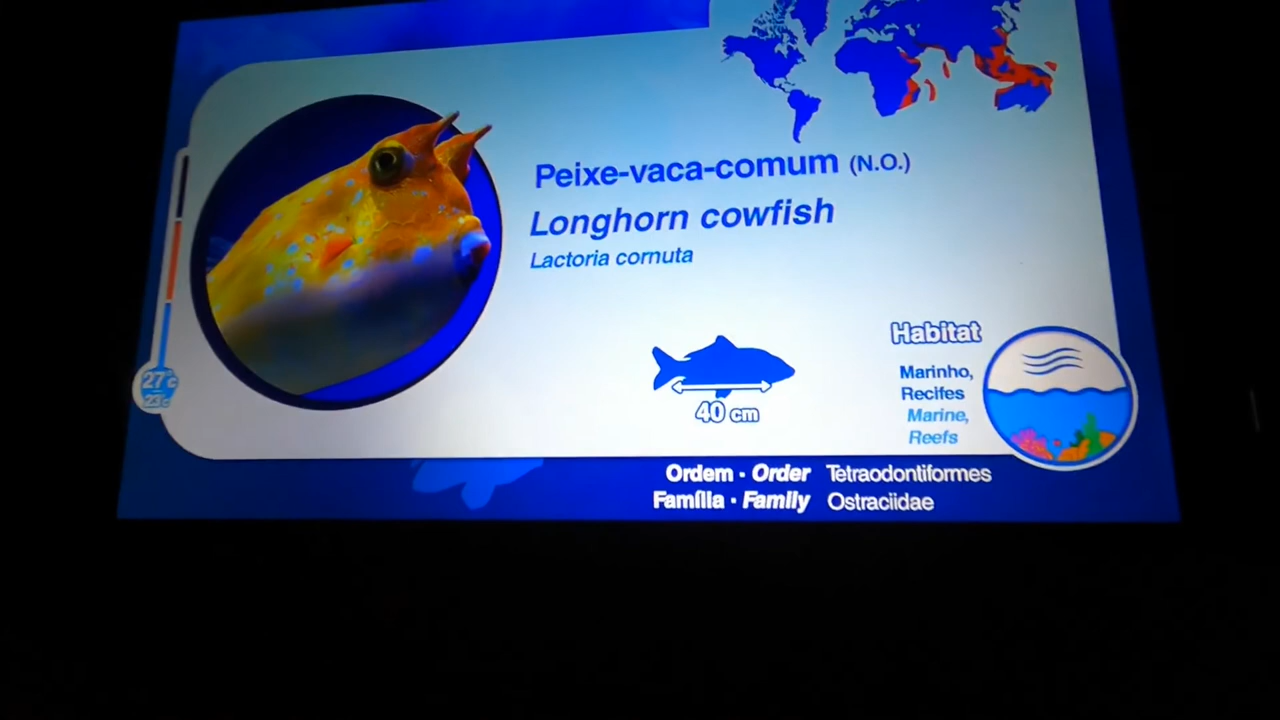 Peixe-vaca-comum (N.O.)
Longhorn cowfish
Lactoria cornuta
27°c
23°c
40 cm
Habitat
Marinho,
Recifes
Marine,
Reefs
Ordem · Order Tetraodontiformes
Família · Family Ostraciidae